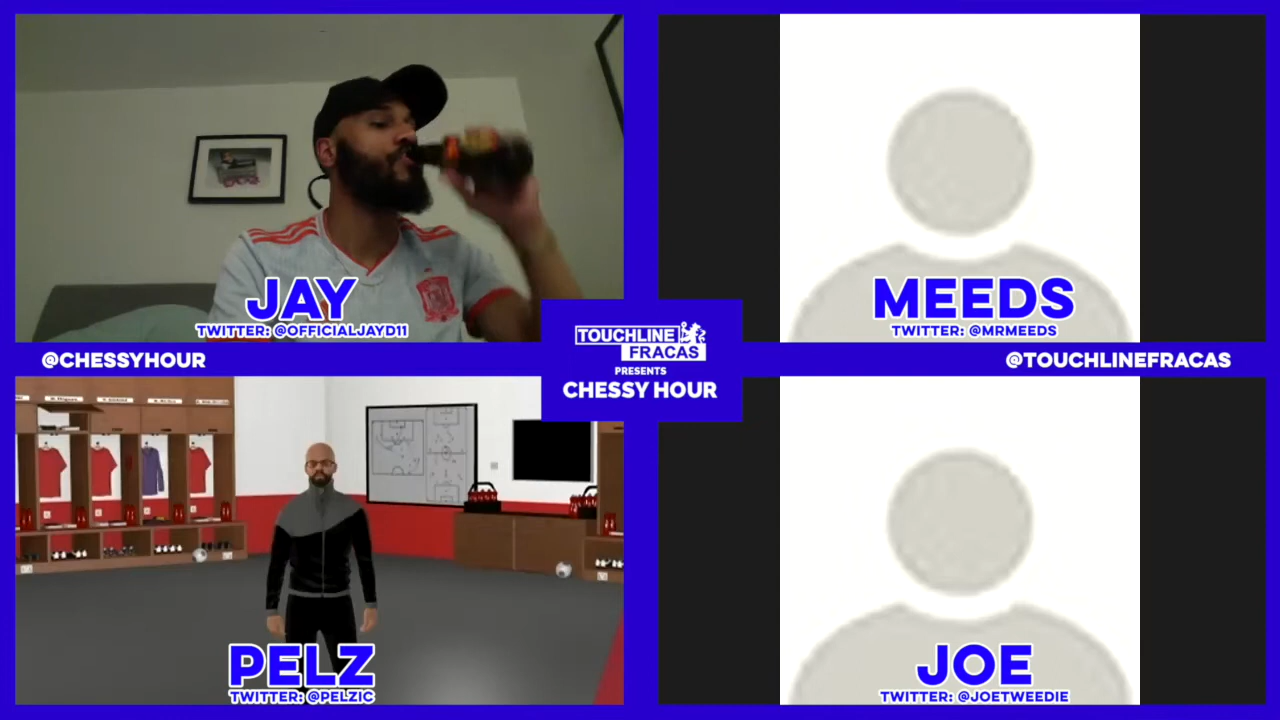 JAY
TWITTER: @OFFICIALJAYD11
MEEDS
TWITTER: @MRMEEDS
@CHESSYHOUR
TOUCHLINE
FRACAS
PRESENTS
CHESSY HOUR
@TOUCHLINEFRACAS
PELZ
TWITTER: @PELZIC
JOE
TWITTER: @JOETWEEDIE